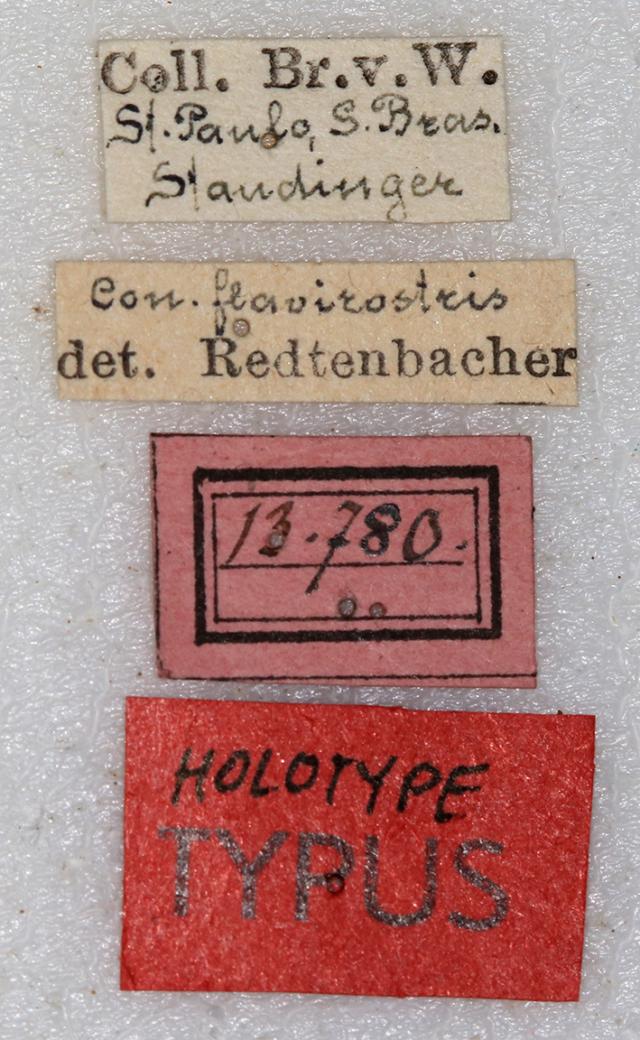 Coll. Br.v.W.
St. Paulo, S. Bras.
Staudinger
Con. flavirostris
det. Redtenbacher
13.780.
HOLOTYPE
TYPUS